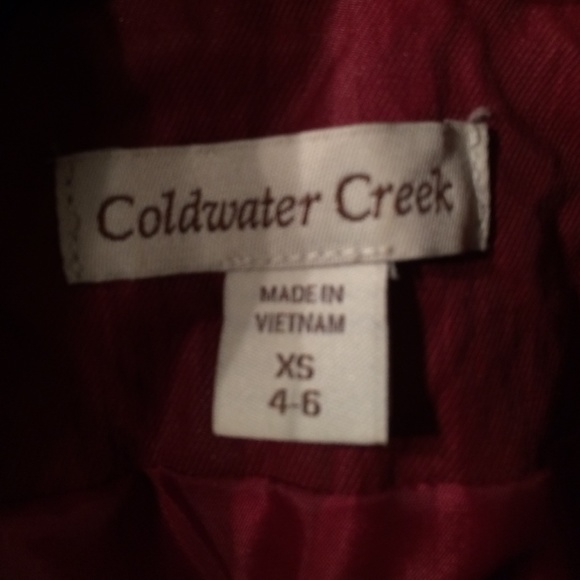 Coldwater Creek
MADE IN
VIETNAM
XS
4-6